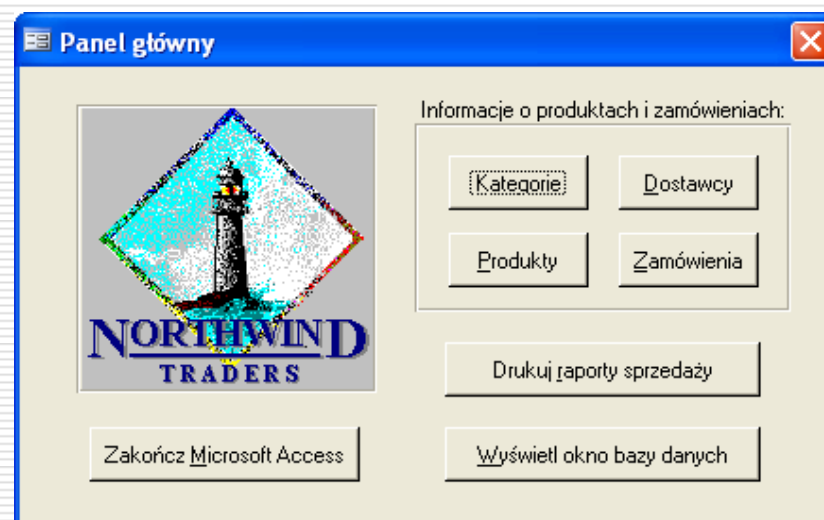 Panel główny
Informacje o produktach i zamówieniach:
Kategorie
Dostawcy
Produkty
Zamówienia
NORTHWIND
TRADERS
Drukuj raporty sprzedaży
Zakończ Microsoft Access
Wyświetl okno bazy danych